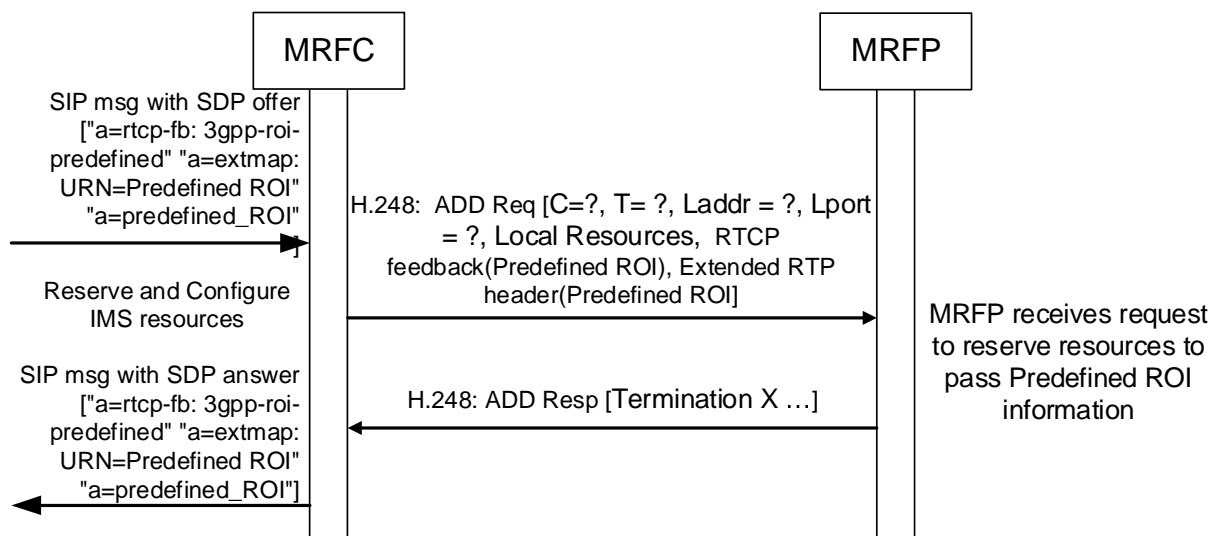 MRFC
MRFP
SIP msg with SDP offer
["a=rtcp-fb: 3gpp-roi-
predefined" "a=extmap:
URN=Predefined ROI"
"a=predefined_ROI"
]
H.248:  ADD Req [C=?, T= ?, Laddr = ?, Lport
= ?, Local Resources,  RTCP
feedback(Predefined ROI), Extended RTP
header(Predefined ROI]
Reserve and Configure
IMS resources
MRFP receives request
to reserve resources to
pass Predefined ROI
information
SIP msg with SDP answer
["a=rtcp-fb: 3gpp-roi-
predefined" "a=extmap:
URN=Predefined ROI"
"a=predefined_ROI"]
H.248: ADD Resp [Termination X …]